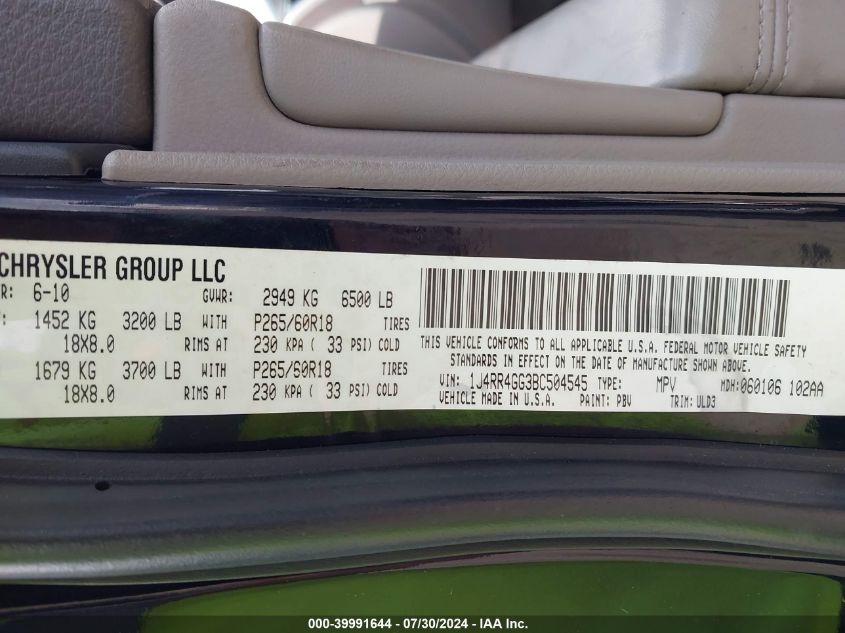 CHRYSLER GROUP LLC
R: 6-10 GVWR: 2949 KG 6500 LB
: 1452 KG 3200 LB WITH P265/60R18 TIRES
18X8.0 RIMS AT 230 KPA ( 33 PSI) COLD
1679 KG 3700 LB WITH P265/60R18 TIRES
18X8.0 RIMS AT 230 KPA ( 33 PSI) COLD
THIS VEHICLE CONFORMS TO ALL APPLICABLE U.S.A. FEDERAL MOTOR VEHICLE SAFETY
STANDARDS IN EFFECT ON THE DATE OF MANUFACTURE SHOWN ABOVE.
VIN: 1J4RR4GG3BC504545 TYPE: MPV MDH: 060106 102AA
VEHICLE MADE IN U.S.A. PAINT: PBV TRIM: ULD3
000-39991644 - 07/30/2024 - IAA Inc.